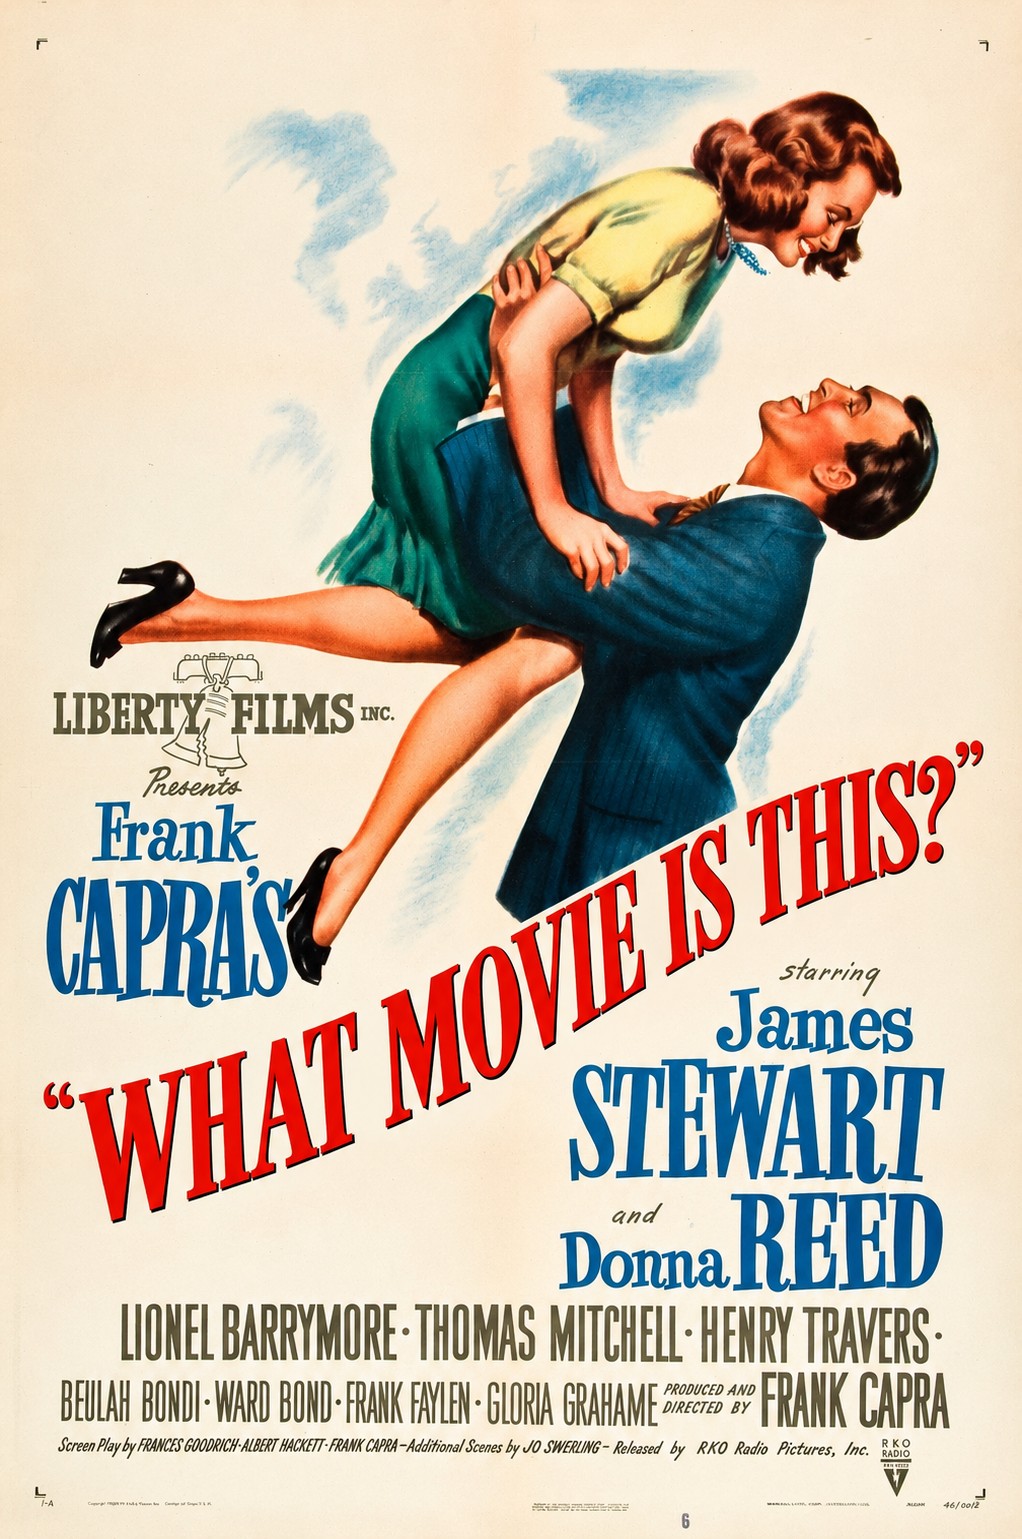 LIBERTY FILMS INC.
Presents
Frank
CAPRA'S
"WHAT MOVIE IS THIS?"
starring
James
STEWART
and
Donna REED
LIONEL BARRYMORE · THOMAS MITCHELL · HENRY TRAVERS ·
BEULAH BONDI · WARD BOND · FRANK FAYLEN · GLORIA GRAHAME PRODUCED AND DIRECTED BY FRANK CAPRA
Screen Play by FRANCES GOODRICH · ALBERT HACKETT · FRANK CAPRA – Additional Scenes by JO SWERLING – Released by RKO Radio Pictures, Inc.
RKO
RADIO
1-A
46/0012
6